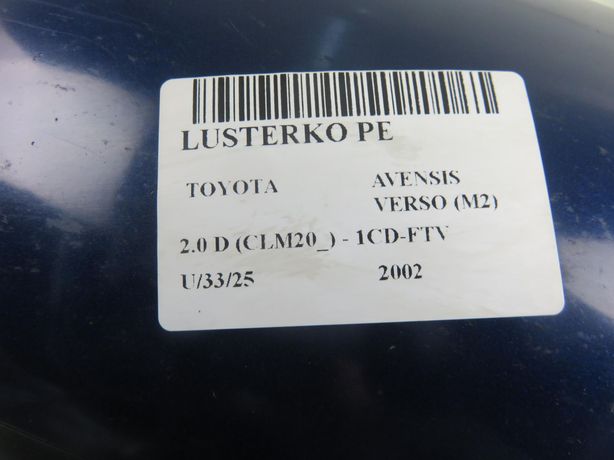 LUSTERKO PE
TOYOTA AVENSIS
VERSO (M2)
2.0 D (CLM20_) - 1CD-FTV
U/33/25 2002